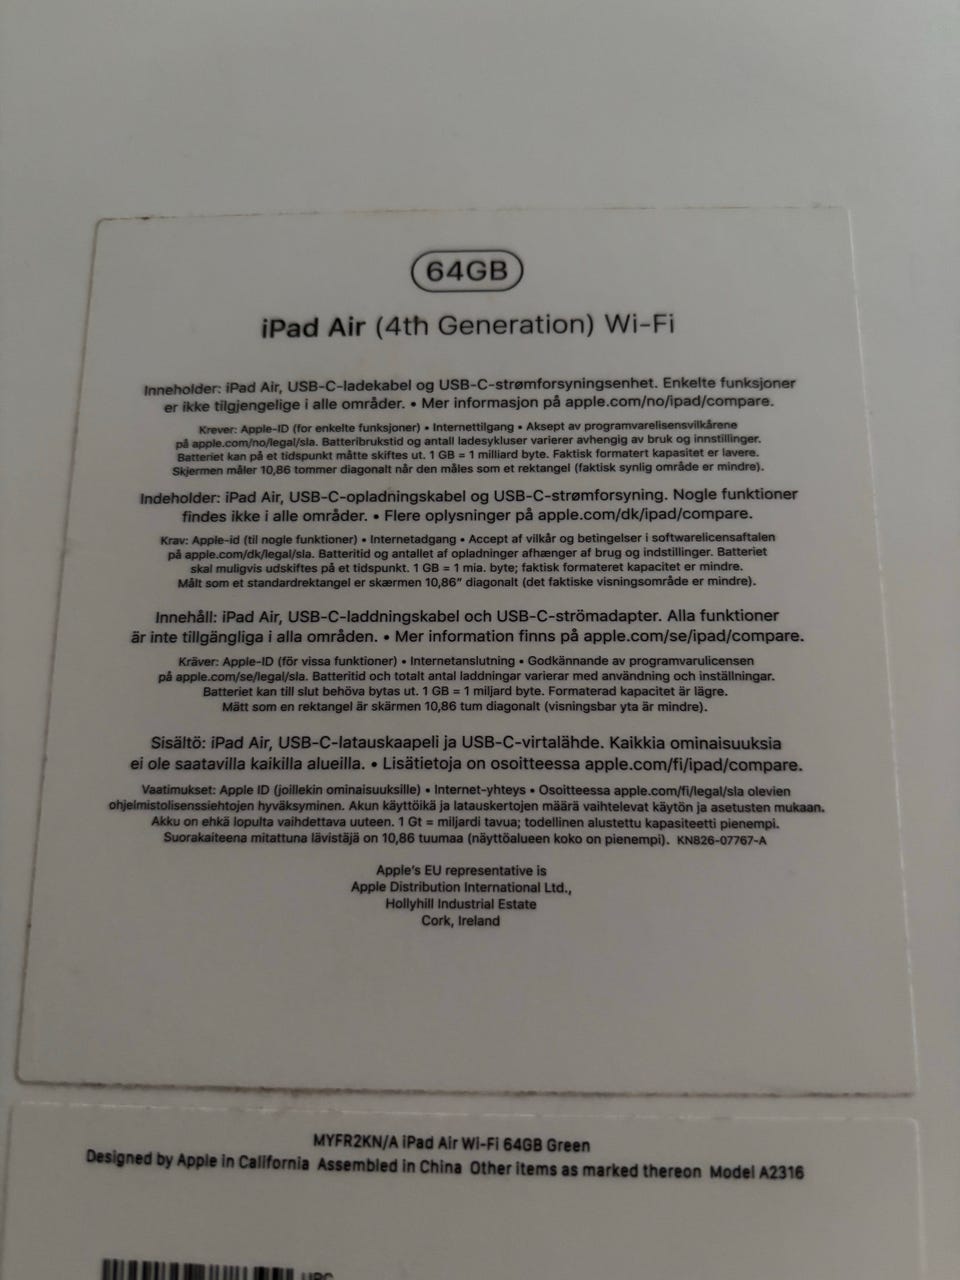 64GB
iPad Air (4th Generation) Wi-Fi
Inneholder: iPad Air, USB-C-ladekabel og USB-C-strømforsyningsenhet. Enkelte funksjoner
er ikke tilgjengelige i alle områder. • Mer informasjon på apple.com/no/ipad/compare.
Krever: Apple-ID (for enkelte funksjoner) • Internettilgang • Aksept av programvarelisensvilkårene
på apple.com/no/legal/sla. Batteribrukstid og antall ladesykluser varierer avhengig av bruk og innstillinger.
Batteriet kan på et tidspunkt måtte skiftes ut. 1 GB = 1 milliard byte. Faktisk formatert kapasitet er lavere.
Skjermen måler 10,86 tommer diagonalt når den måles som et rektangel (faktisk synlig område er mindre).
Indeholder: iPad Air, USB-C-opladningskabel og USB-C-strømforsyning. Nogle funktioner
findes ikke i alle områder. • Flere oplysninger på apple.com/dk/ipad/compare.
Krav: Apple-id (til nogle funktioner) • Internetadgang • Accept af vilkår og betingelser i softwarelicensaftalen
på apple.com/dk/legal/sla. Batteritid og antallet af opladninger afhænger af brug og indstillinger. Batteriet
skal muligvis udskiftes på et tidspunkt. 1 GB = 1 mia. byte; faktisk formateret kapacitet er mindre.
Målt som et standardrektangel er skærmen 10,86" diagonalt (det faktiske visningsområde er mindre).
Innehåll: iPad Air, USB-C-laddningskabel och USB-C-strömadapter. Alla funktioner
är inte tillgängliga i alla områden. • Mer information finns på apple.com/se/ipad/compare.
Kräver: Apple-ID (för vissa funktioner) • Internetanslutning • Godkännande av programvarulicensen
på apple.com/se/legal/sla. Batteritid och totalt antal laddningar varierar med användning och inställningar.
Batteriet kan till slut behöva bytas ut. 1 GB = 1 miljard byte. Formaterad kapacitet är lägre.
Mätt som en rektangel är skärmen 10,86 tum diagonalt (visningsbar yta är mindre).
Sisältö: iPad Air, USB-C-latauskaapeli ja USB-C-virtalähde. Kaikkia ominaisuuksia
ei ole saatavilla kaikilla alueilla. • Lisätietoja on osoitteessa apple.com/fi/ipad/compare.
Vaatimukset: Apple ID (joillekin ominaisuuksille) • Internet-yhteys • Osoitteessa apple.com/fi/legal/sla olevien
ohjelmistolisenssiehtojen hyväksyminen. Akun käyttöikä ja latauskertojen määrä vaihtelevat käytön ja asetusten mukaan.
Akku on ehkä lopulta vaihdettava uuteen. 1 Gt = miljardi tavua; todellinen alustettu kapasiteetti pienempi.
Suorakaiteena mitattuna lävistäjä on 10,86 tuumaa (näyttöalueen koko on pienempi). KN826-07767-A
Apple's EU representative is
Apple Distribution International Ltd.,
Hollyhill Industrial Estate
Cork, Ireland
MYFR2KN/A iPad Air Wi-Fi 64GB Green
Designed by Apple in California Assembled in China Other items as marked thereon Model A2316
UPC